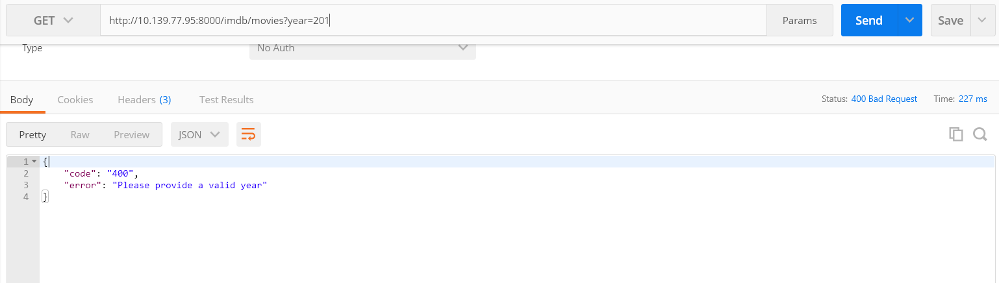 GET http://10.139.77.95:8000/imdb/movies?year=201 Params Send Save
Type No Auth
Body Cookies Headers (3) Test Results Status: 400 Bad Request Time: 227 ms
Pretty Raw Preview JSON
1 {
2 "code": "400",
3 "error": "Please provide a valid year"
4 }